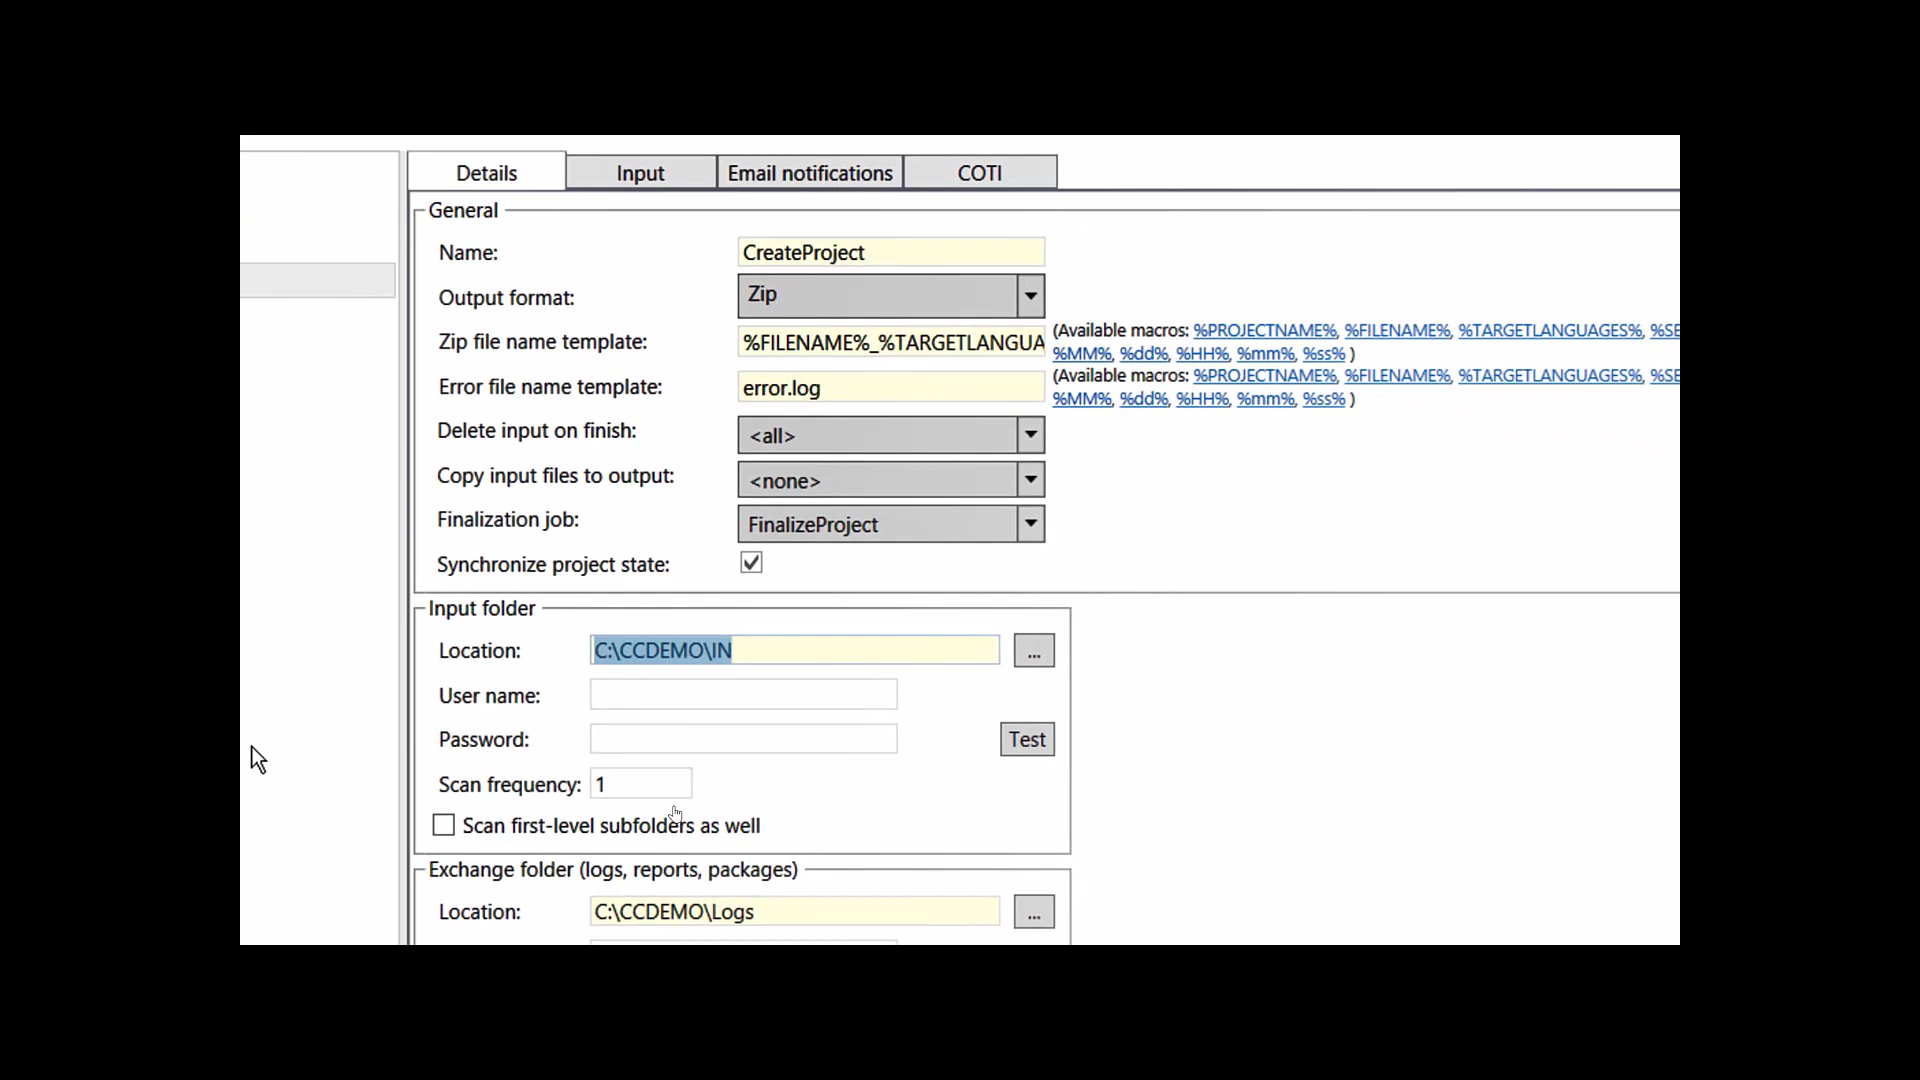 Details Input Email notifications COTI
General
Name: CreateProject
Output format: Zip
Zip file name template: %FILENAME%_%TARGETLANGUA (Available macros: %PROJECTNAME%, %FILENAME%, %TARGETLANGUAGES%, %SE
%MM%, %dd%, %HH%, %mm%, %ss% )
Error file name template: error.log (Available macros: %PROJECTNAME%, %FILENAME%, %TARGETLANGUAGES%, %SE
%MM%, %dd%, %HH%, %mm%, %ss% )
Delete input on finish: <all>
Copy input files to output: <none>
Finalization job: FinalizeProject
Synchronize project state:
Input folder
Location: C:\CCDEMO\IN ...
User name:
Password: Test
Scan frequency: 1
Scan first-level subfolders as well
Exchange folder (logs, reports, packages)
Location: C:\CCDEMO\Logs ...